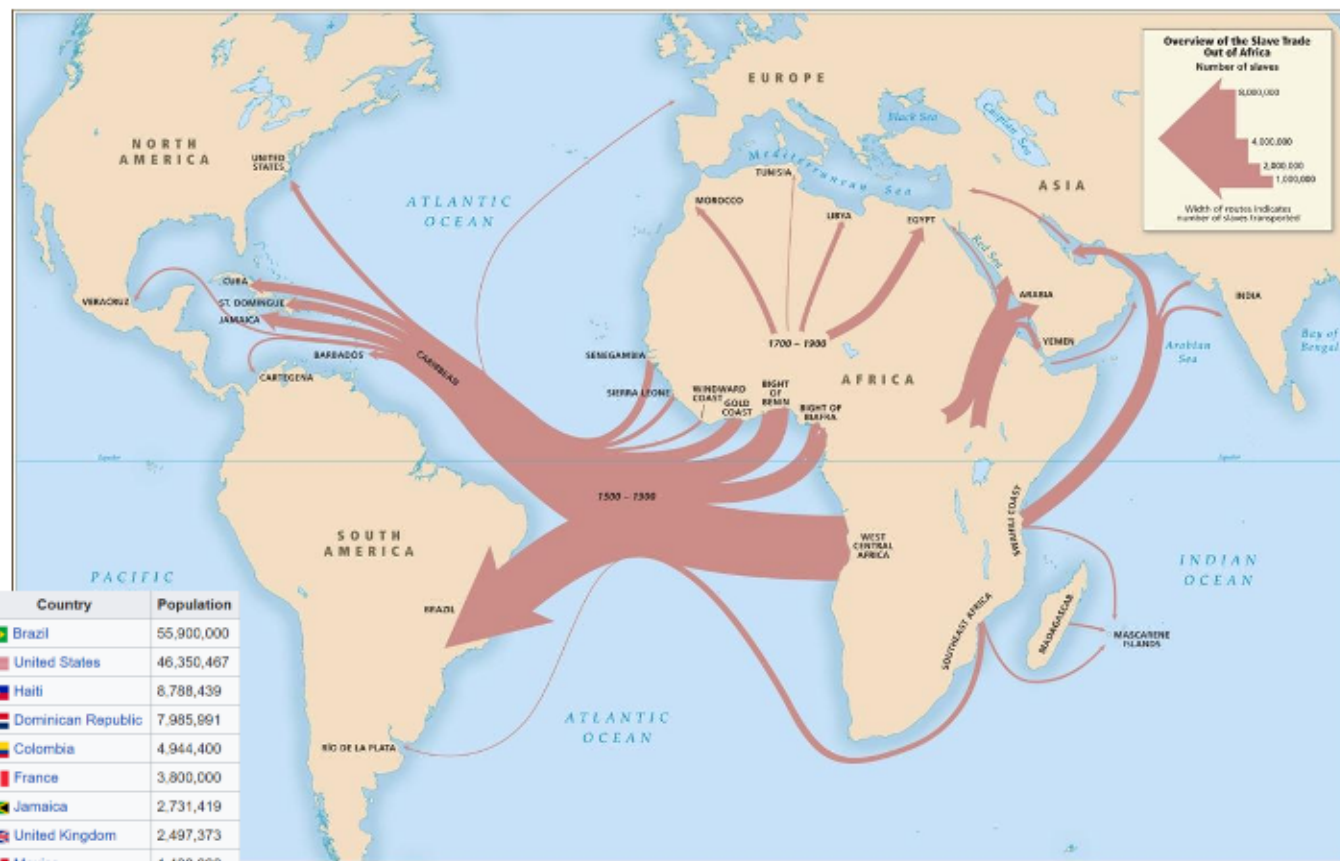 Overview of the Slave Trade
Out of Africa
Number of slaves
8,000,000
4,000,000
2,000,000
1,000,000
Width of routes indicates
number of slaves transported
NORTH
AMERICA
UNITED
STATES
ATLANTIC
OCEAN
EUROPE
Black Sea
Caspian Sea
Mediterranean Sea
ASIA
TUNISIA
MOROCCO
LIBYA
EGYPT
Red Sea
CUBA
VERACRUZ
ST. DOMINGUE
JAMAICA
BARBADOS
CARTEGENA
CARIBBEAN
ARABIA
INDIA
YEMEN
Arabian
Sea
Bay of
Bengal
1700 – 1900
SENEGAMBIA
SIERRA LEONE
WINDWARD
COAST
GOLD
COAST
BIGHT
OF
BENIN
BIGHT OF
BIAFRA
AFRICA
Equator
Equator
1500 – 1900
SOUTH
AMERICA
WEST
CENTRAL
AFRICA
SWAHILI COAST
INDIAN
OCEAN
PACIFIC
BRAZIL
SOUTHEAST AFRICA
MADAGASCAR
MASCARENE
ISLANDS
ATLANTIC
OCEAN
RÍO DE LA PLATA
Country Population
Brazil 55,900,000
United States 46,350,467
Haiti 8,788,439
Dominican Republic 7,985,991
Colombia 4,944,400
France 3,800,000
Jamaica 2,731,419
United Kingdom 2,497,373